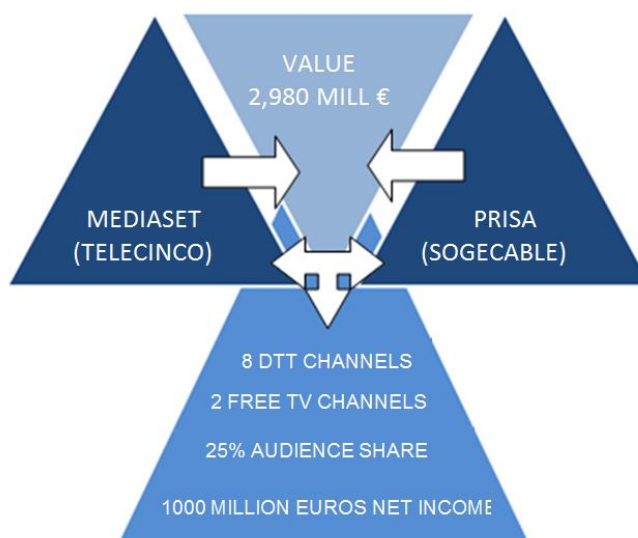 VALUE
2,980 MILL €
MEDIASET
(TELECINCO)
PRISA
(SOGECABLE)
8 DTT CHANNELS
2 FREE TV CHANNELS
25% AUDIENCE SHARE
1000 MILLION EUROS NET INCOME